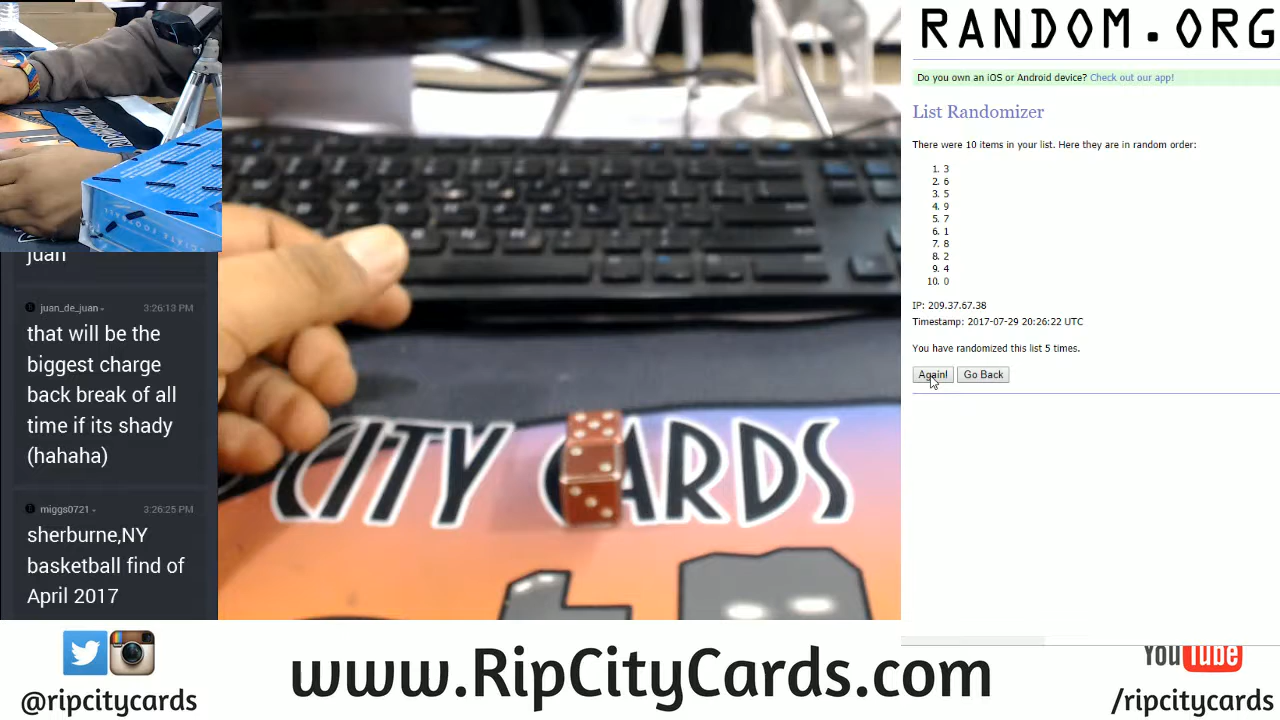 juan
juan_de_juan
3:26:13 PM
that will be the
biggest charge
back break of all
time if its shady
(hahaha)
miggs0721
3:26:25 PM
sherburne,NY
basketball find of
April 2017
CITY CARDS
RANDOM.ORG
Do you own an iOS or Android device? Check out our app!
List Randomizer
There were 10 items in your list. Here they are in random order:
1. 3
2. 6
3. 5
4. 9
5. 7
6. 1
7. 8
8. 2
9. 4
10. 0
IP: 209.37.67.38
Timestamp: 2017-07-29 20:26:22 UTC
You have randomized this list 5 times.
Again! Go Back
@ripcitycards
www.RipCityCards.com
YouTube
/ripcitycards